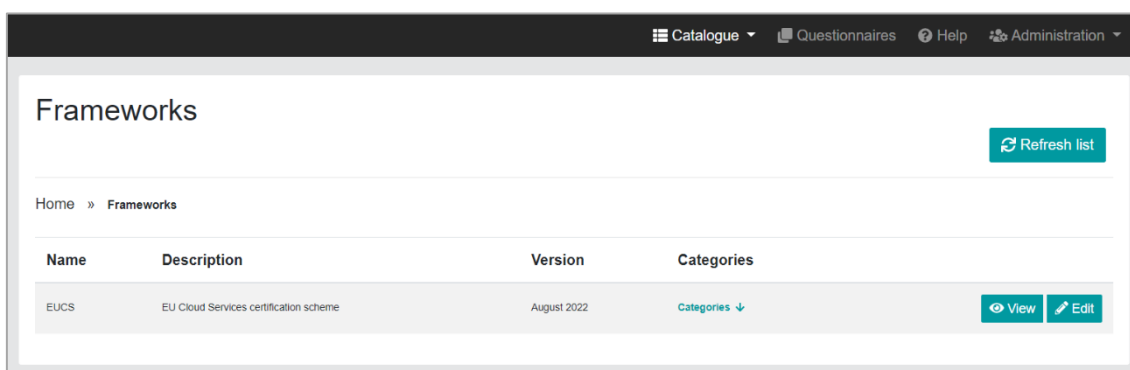 Catalogue Questionnaires Help Administration
Frameworks
Refresh list
Home » Frameworks
Name Description Version Categories
EUCS EU Cloud Services certification scheme August 2022 Categories ↓ View Edit